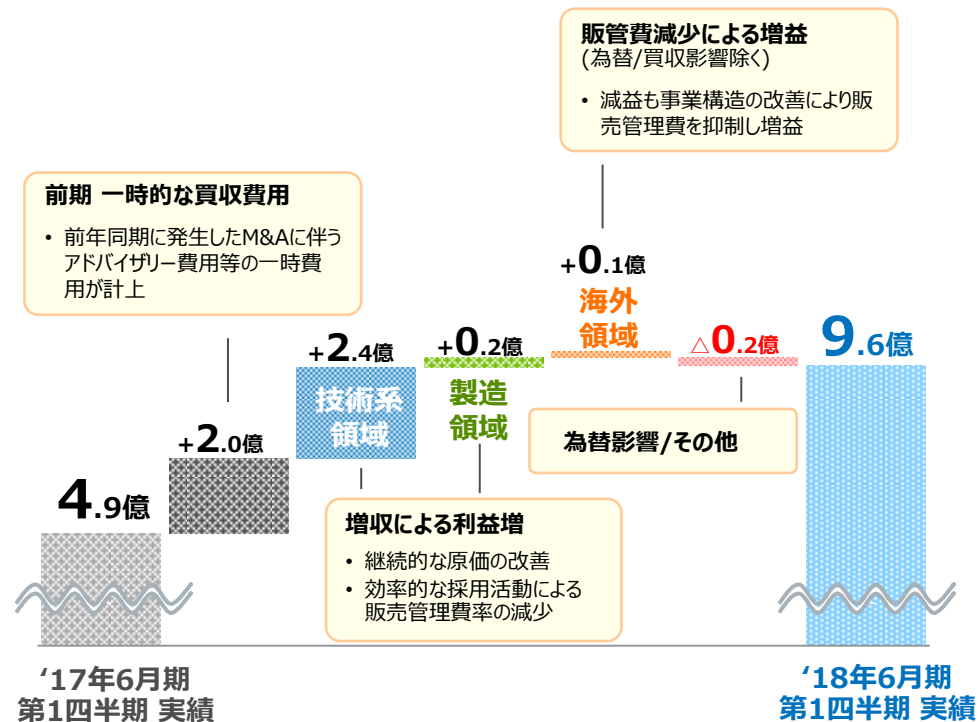 販管費減少による増益
(為替/買収影響除く)
• 減益も事業構造の改善により販
売管理費を抑制し増益
前期 一時的な買収費用
• 前年同期に発生したM&Aに伴う
アドバイザリー費用等の一時費
用が計上
4.9億
+2.0億
+2.4億
技術系
領域
+0.2億
製造
領域
+0.1億
海外
領域
△0.2億
9.6億
為替影響/その他
増収による利益増
• 継続的な原価の改善
• 効率的な採用活動による
販売管理費率の減少
‘17年6月期
第1四半期 実績
‘18年6月期
第1四半期 実績